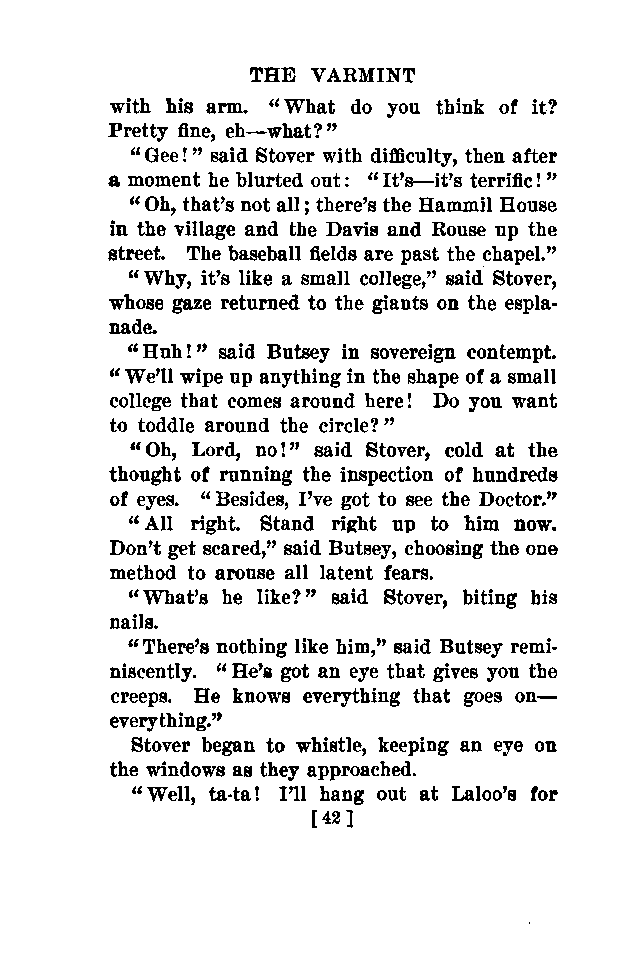 THE VARMINT
with his arm. "What do you think of it?
Pretty fine, eh—what?"
"Gee!" said Stover with difficulty, then after
a moment he blurted out: "It's—it's terrific!"
"Oh, that's not all; there's the Hammil House
in the village and the Davis and Rouse up the
street. The baseball fields are past the chapel."
"Why, it's like a small college," said Stover,
whose gaze returned to the giants on the espla-
nade.
"Huh!" said Butsey in sovereign contempt.
"We'll wipe up anything in the shape of a small
college that comes around here! Do you want
to toddle around the circle?"
"Oh, Lord, no!" said Stover, cold at the
thought of running the inspection of hundreds
of eyes. "Besides, I've got to see the Doctor."
"All right. Stand right up to him now.
Don't get scared," said Butsey, choosing the one
method to arouse all latent fears.
"What's he like?" said Stover, biting his
nails.
"There's nothing like him," said Butsey remi-
niscently. "He's got an eye that gives you the
creeps. He knows everything that goes on—
everything."
Stover began to whistle, keeping an eye on
the windows as they approached.
"Well, ta-ta! I'll hang out at Laloo's for
[42]